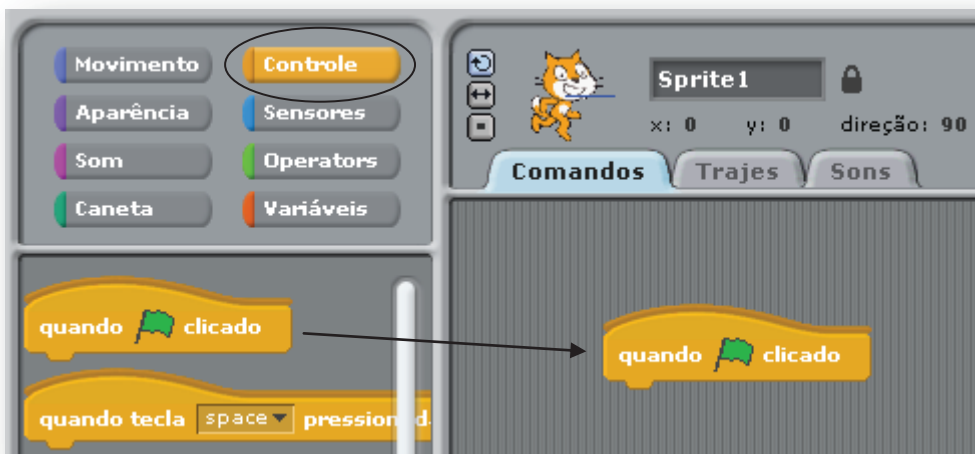 Movimento
Controle
Aparência
Sensores
Som
Operators
Caneta
Variáveis
Sprite1
x: 0 y: 0 direção: 90
Comandos
Trajes
Sons
quando clicado
quando tecla space
quando clicado